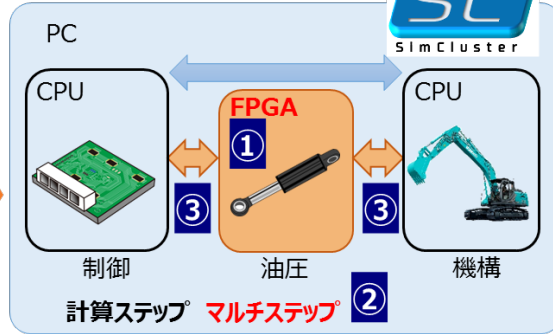 SC
SimCluster
PC
CPU
FPGA
CPU
①
③
③
制御
油圧
機構
計算ステップ マルチステップ ②